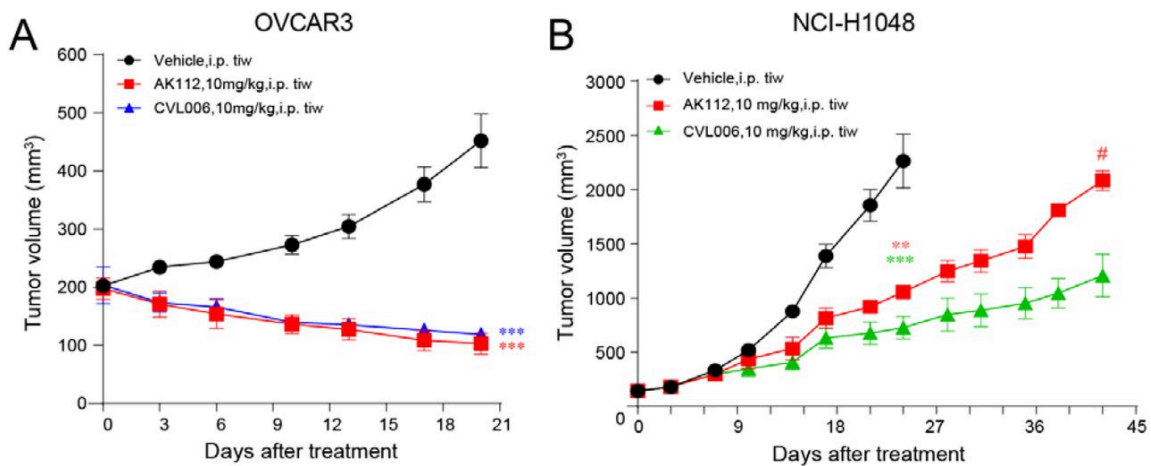 A
OVCAR3
Vehicle,i.p. tiw
AK112,10mg/kg,i.p. tiw
CVL006,10mg/kg,i.p. tiw
Tumor volume (mm³)
600
500
400
300
200
100
0
***
***
0 3 6 9 12 15 18 21
Days after treatment
B
NCI-H1048
Vehicle,i.p. tiw
AK112,10 mg/kg,i.p. tiw
CVL006,10 mg/kg,i.p. tiw
Tumor volume (mm³)
3000
2500
2000
1500
1000
500
0
#
**
***
0 9 18 27 36 45
Days after treatment